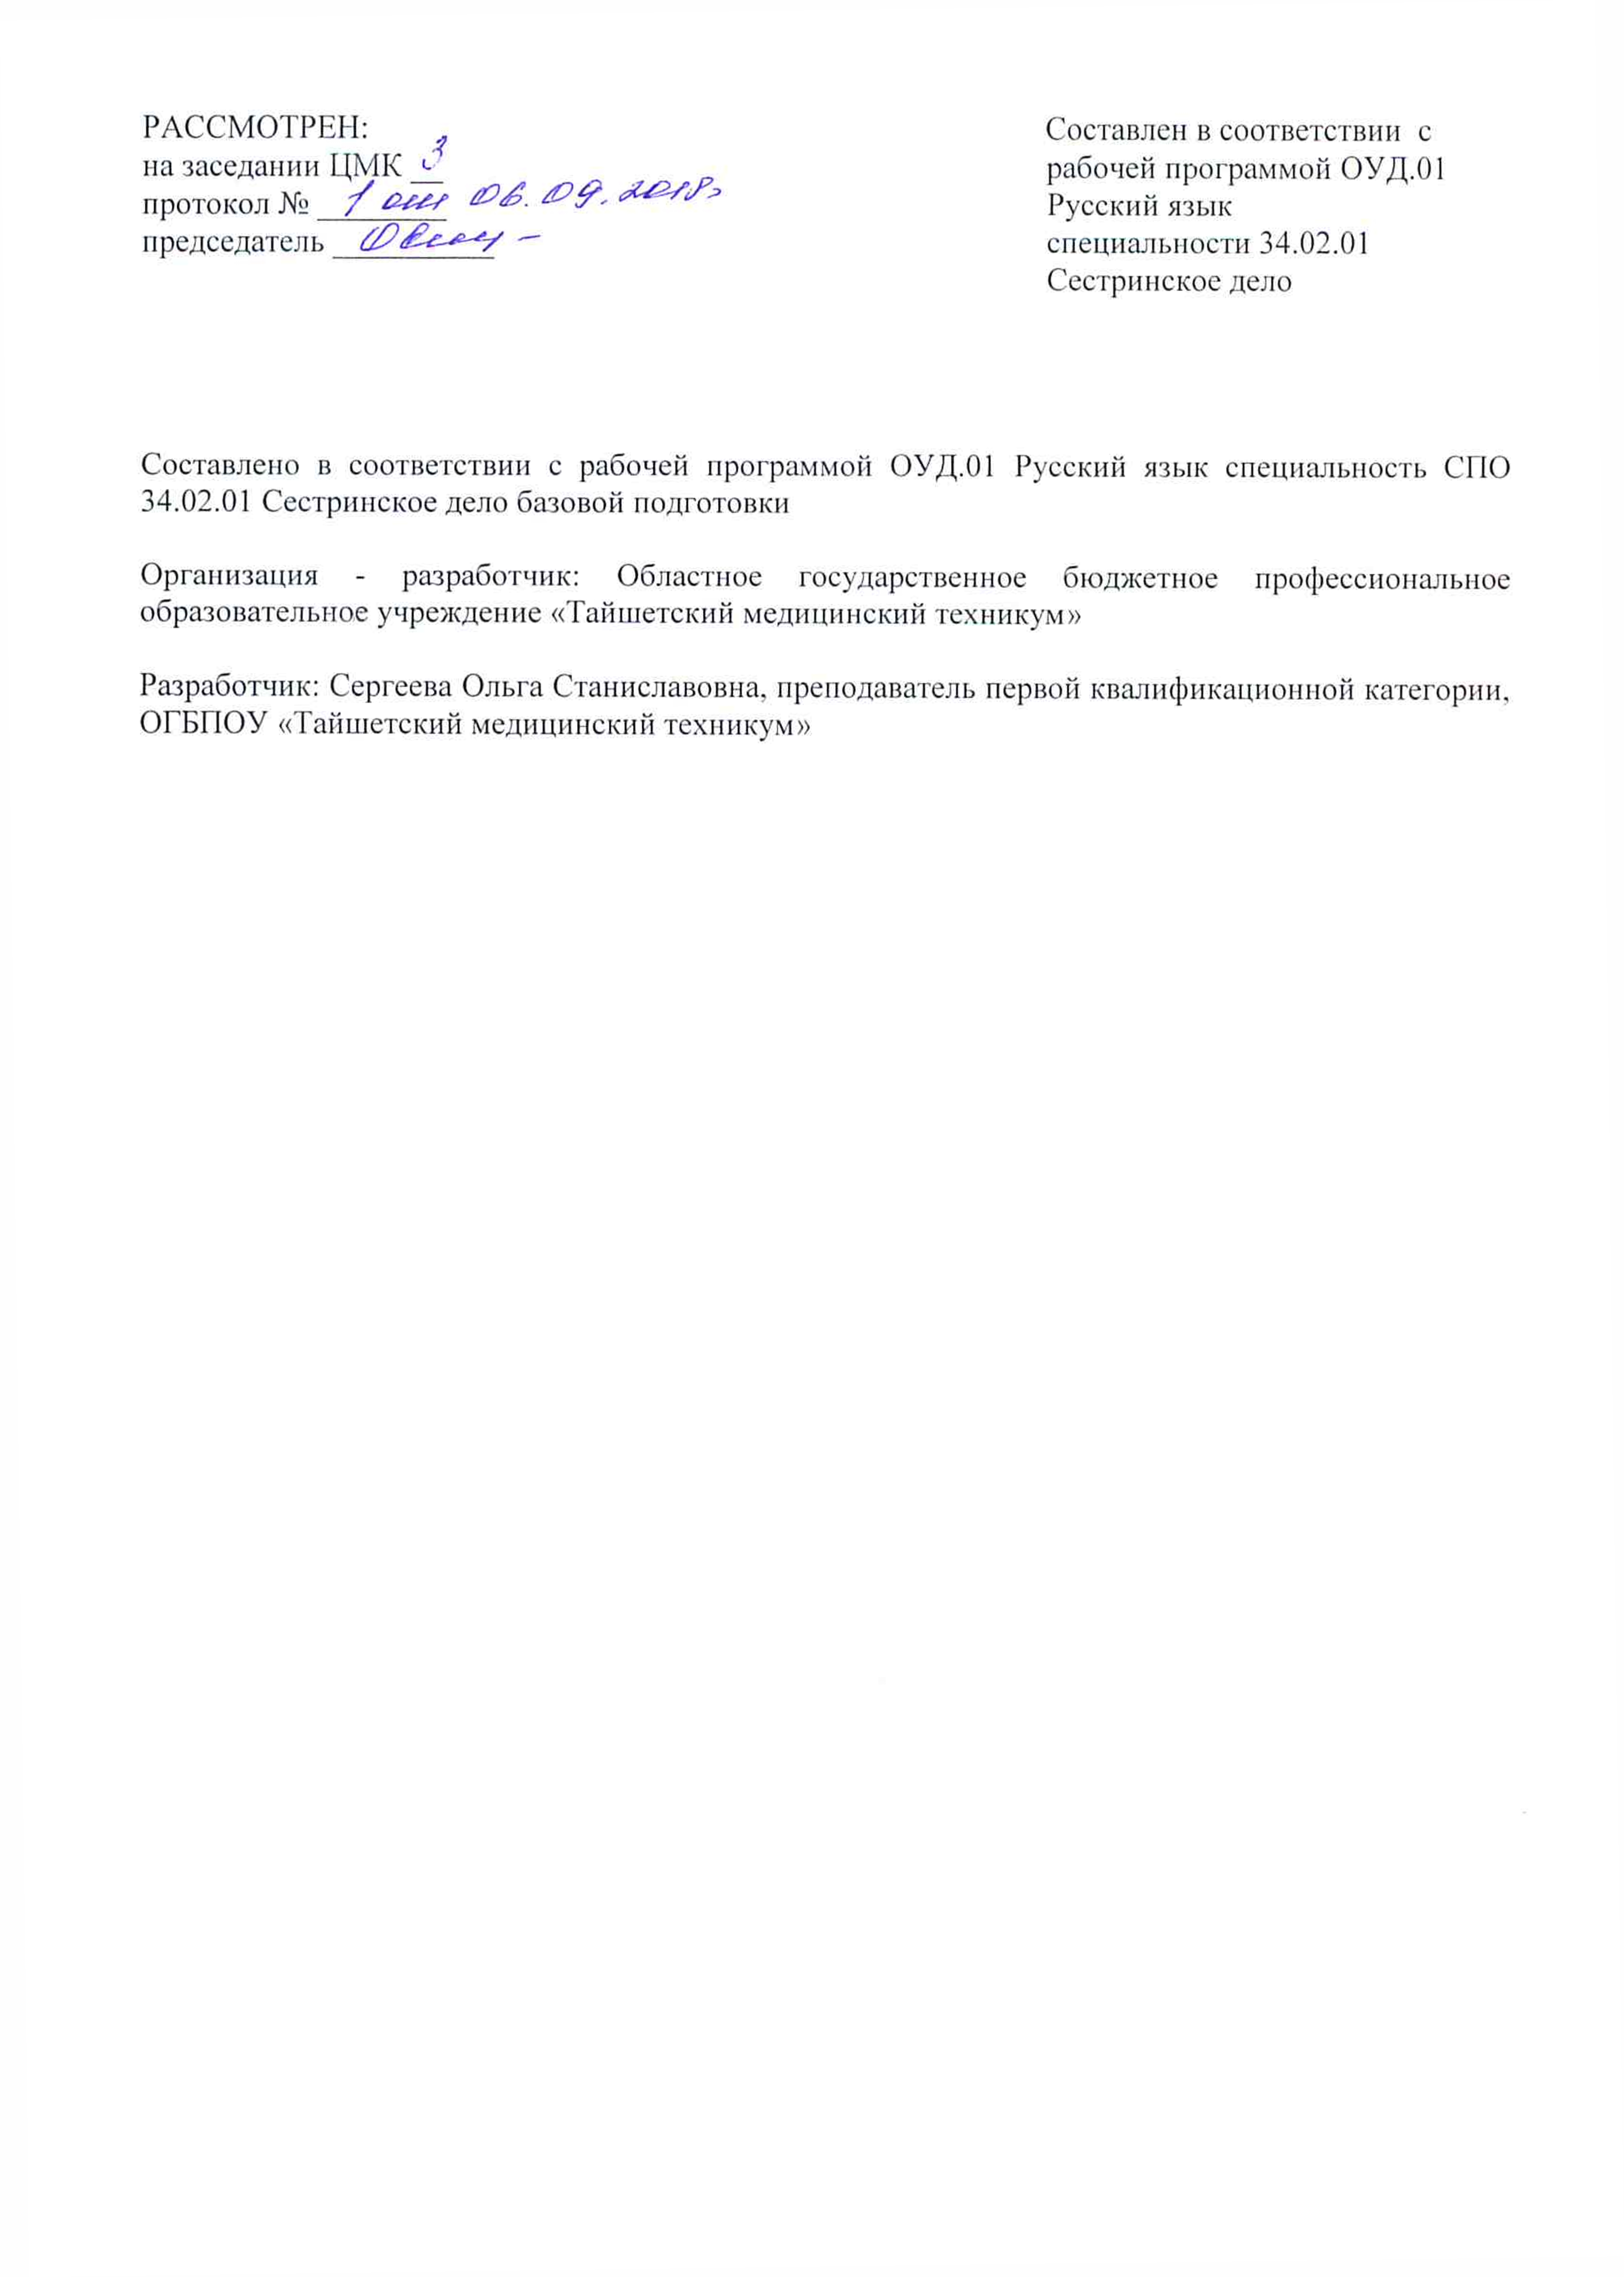 РАССМОТРЕН:
на заседании ЦМК 3
протокол № 1 от 06.09.2018г
председатель
Составлен в соответствии с
рабочей программой ОУД.01
Русский язык
специальности 34.02.01
Сестринское дело
Составлено в соответствии с рабочей программой ОУД.01 Русский язык специальность СПО
34.02.01 Сестринское дело базовой подготовки
Организация - разработчик: Областное государственное бюджетное профессиональное
образовательное учреждение «Тайшетский медицинский техникум»
Разработчик: Сергеева Ольга Станиславовна, преподаватель первой квалификационной категории,
ОГБПОУ «Тайшетский медицинский техникум»